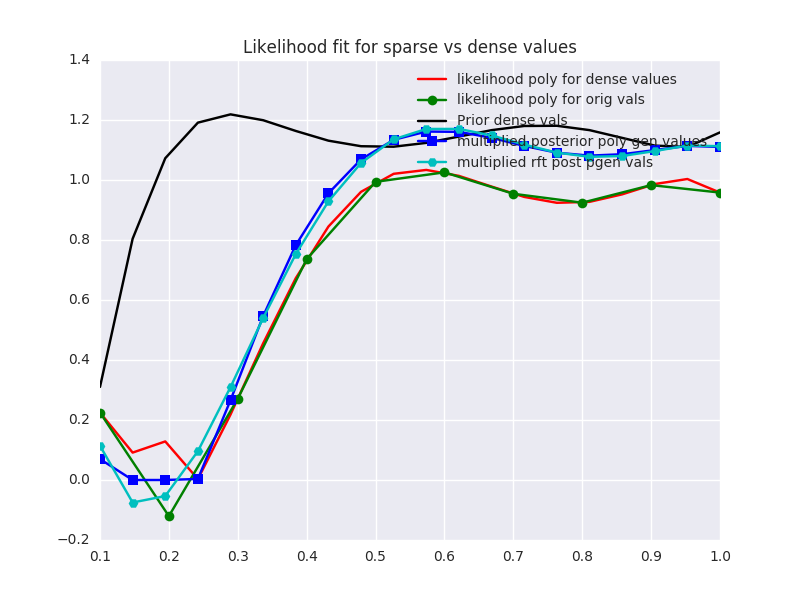 Likelihood fit for sparse vs dense values
1.4
1.2
1.0
0.8
0.6
0.4
0.2
0.0
−0.2
likelihood poly for dense values
likelihood poly for orig vals
Prior dense vals
multiplied posterior poly gen values
multiplied rft post pgen vals
0.1 0.2 0.3 0.4 0.5 0.6 0.7 0.8 0.9 1.0